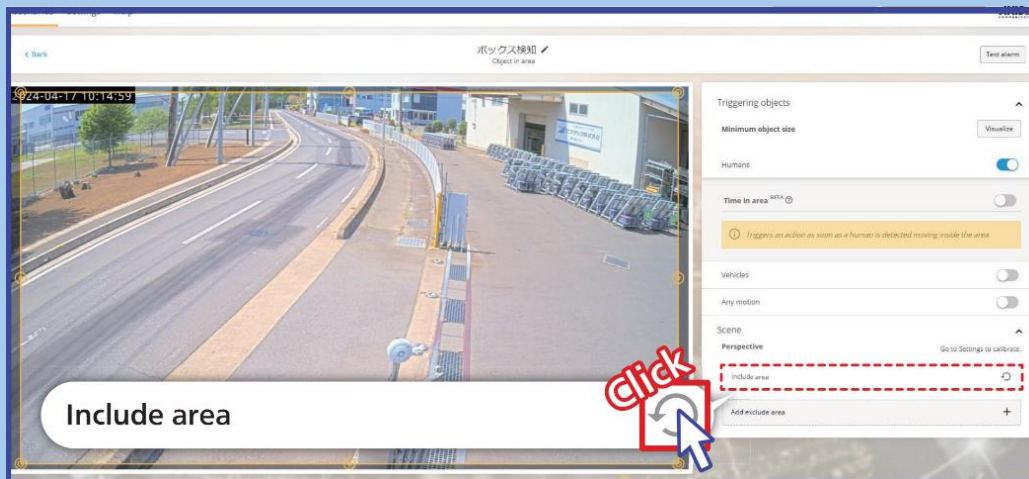 < Back
ボックス検知
Object in area
Test alarm
2024-04-17 10:14:59
Triggering objects
Minimum object size
Visualize
Humans
Time in area BETA
Triggers an action as soon as a human is detected moving inside the area.
Vehicles
Any motion
Scene
Perspective
Go to Settings to calibrate.
Include area
Add exclude area
+
Click
Include area